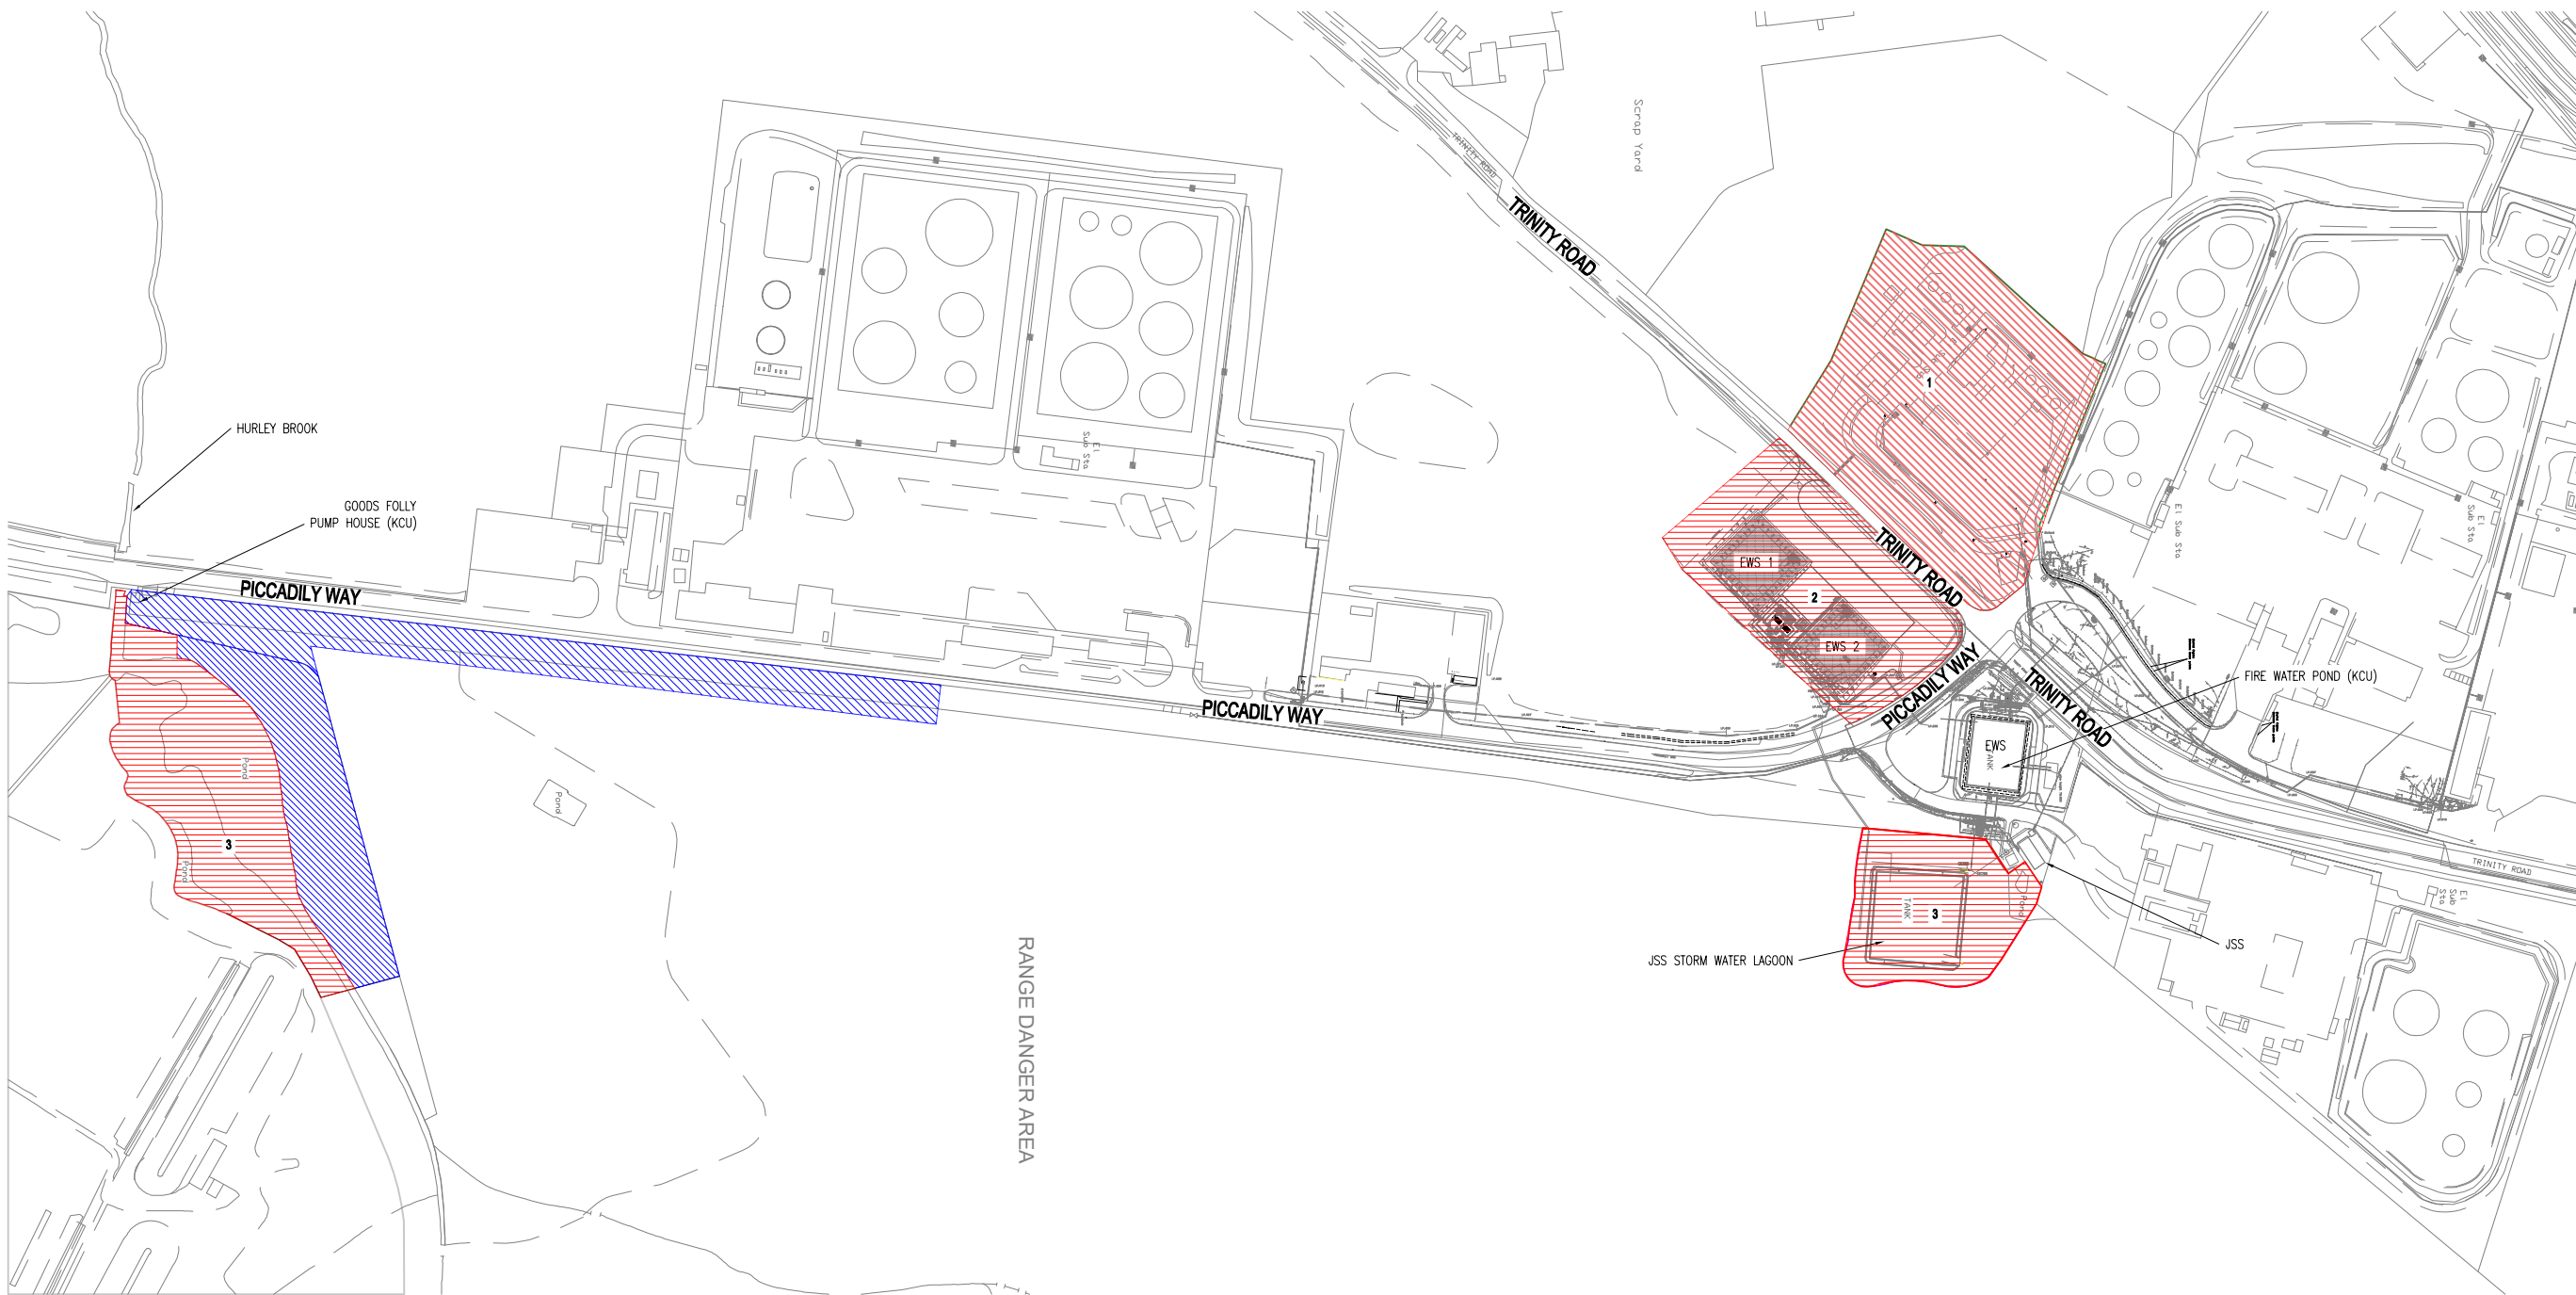 Scrap Yard
TRINITY ROAD
TRINITY ROAD
1
HURLEY BROOK
El
Sub Sta
GOODS FOLLY
PUMP HOUSE (KCU)
El Sub Sta
El
Sub Sta
TRINITY ROAD
EWS 1
2
PICCADILY WAY
EWS 2
PICCADILY WAY
TRINITY ROAD
FIRE WATER POND (KCU)
PICCADILY WAY
EWS
TANK
Pond
Pond
3
Pond
TRINITY ROAD
El
Sub
Sta
TANK
3
Pond
JSS
JSS STORM WATER LAGOON
RANGE DANGER AREA